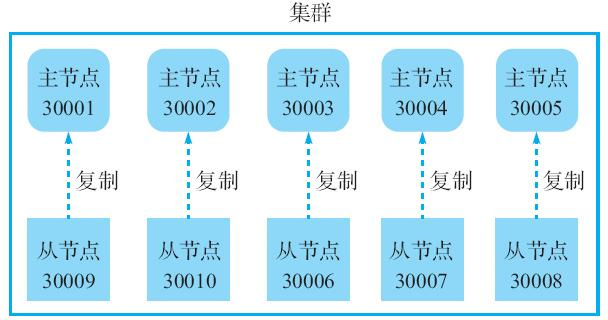 集群
主节点
30001
主节点
30002
主节点
30003
主节点
30004
主节点
30005
复制
复制
复制
复制
复制
从节点
30009
从节点
30010
从节点
30006
从节点
30007
从节点
30008